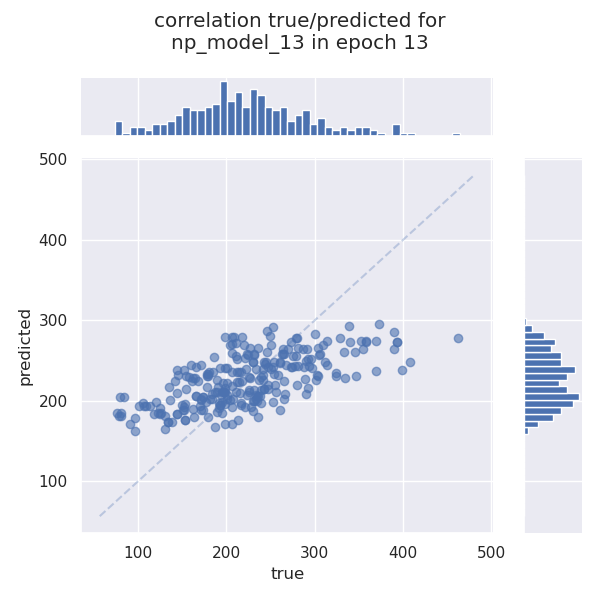 correlation true/predicted for
np_model_13 in epoch 13
500
400
300
200
100
predicted
100 200 300 400 500
true